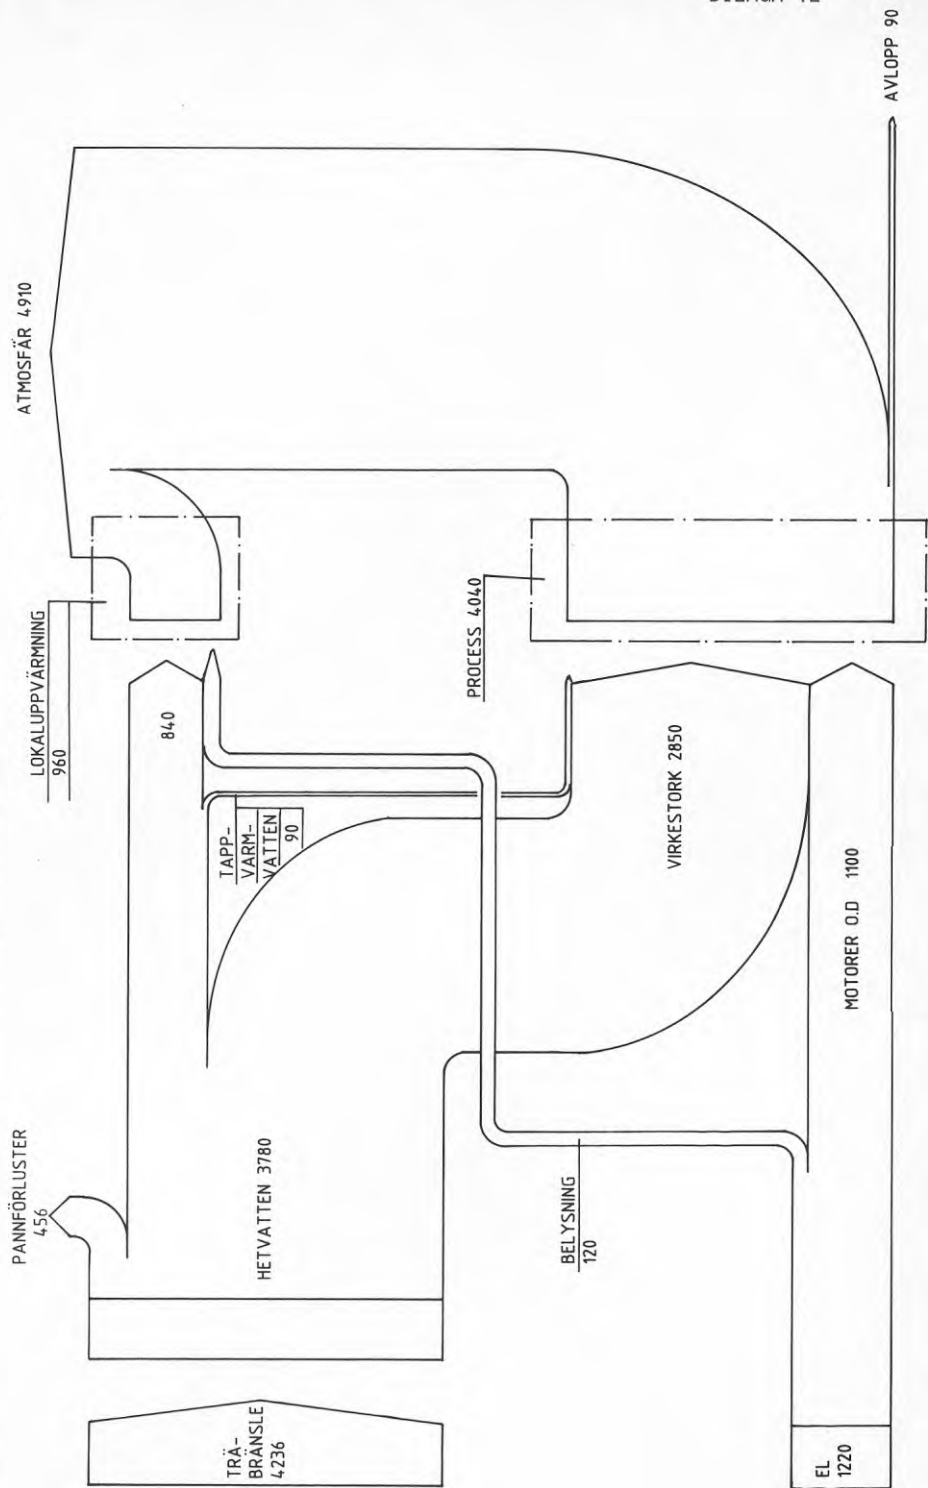 AVLOPP 90
ATMOSFÄR 4910
LOKALUPPVÄRMNING
960
PROCESS 4040
840
TAPP-
VARM-
VATTEN
90
VIRKESTORK 2850
MOTORER O.D 1100
PANNFÖRLUSTER
456
HETVATTEN 3780
BELYSNING
120
TRÄ-
BRÄNSLE
4236
EL
1220